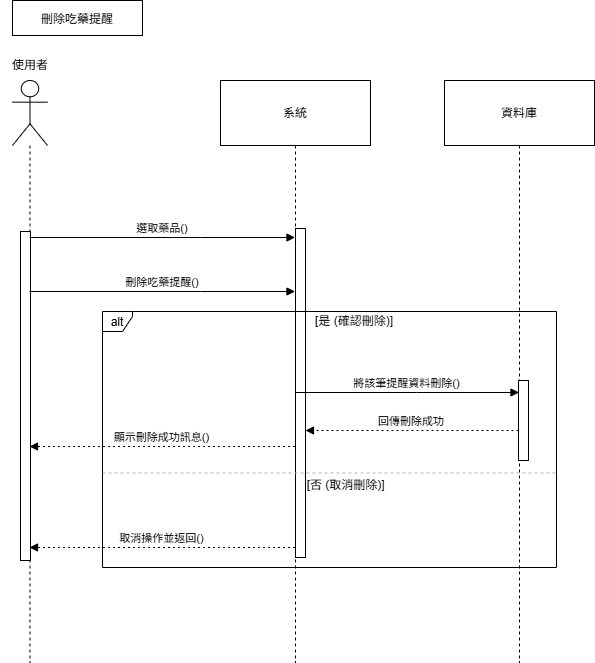 刪除吃藥提醒
使用者
系統
資料庫
選取藥品()
刪除吃藥提醒()
alt
[是 (確認刪除)]
將該筆提醒資料刪除()
回傳刪除成功
顯示刪除成功訊息()
[否 (取消刪除)]
取消操作並返回()